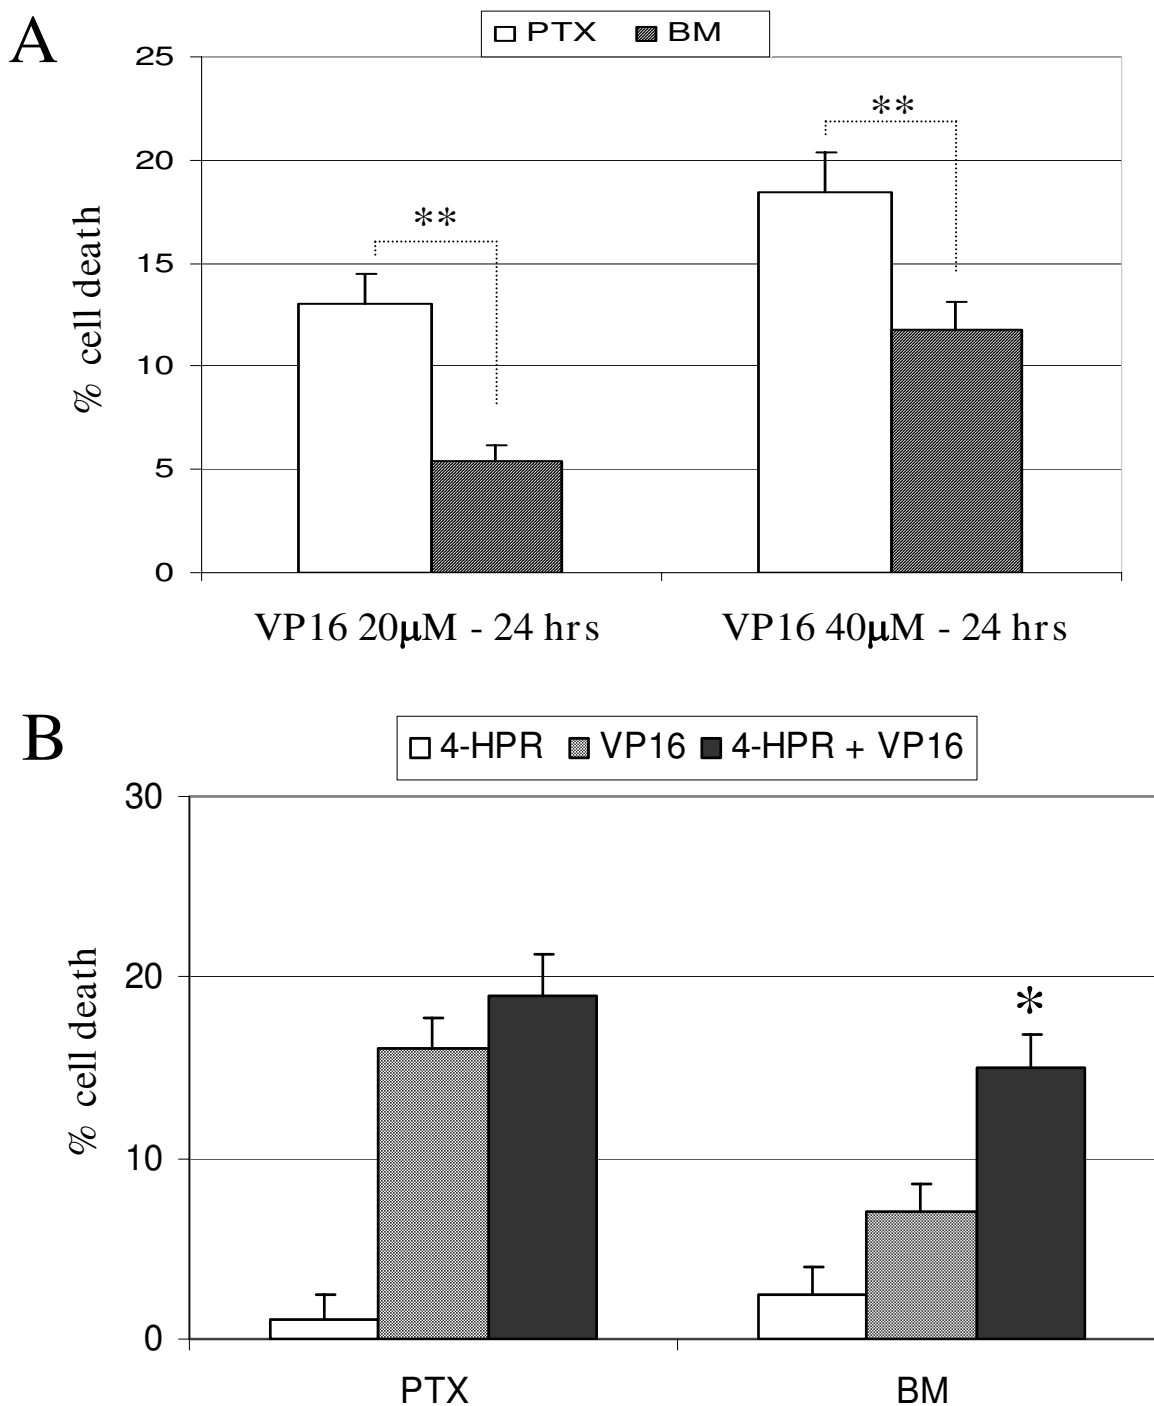 A
PTX BM
25
20
15
10
5
0
% cell death
**
**
VP16 20μM - 24 hrs VP16 40μM - 24 hrs
B
4-HPR VP16 4-HPR + VP16
30
20
10
0
% cell death
*
PTX BM